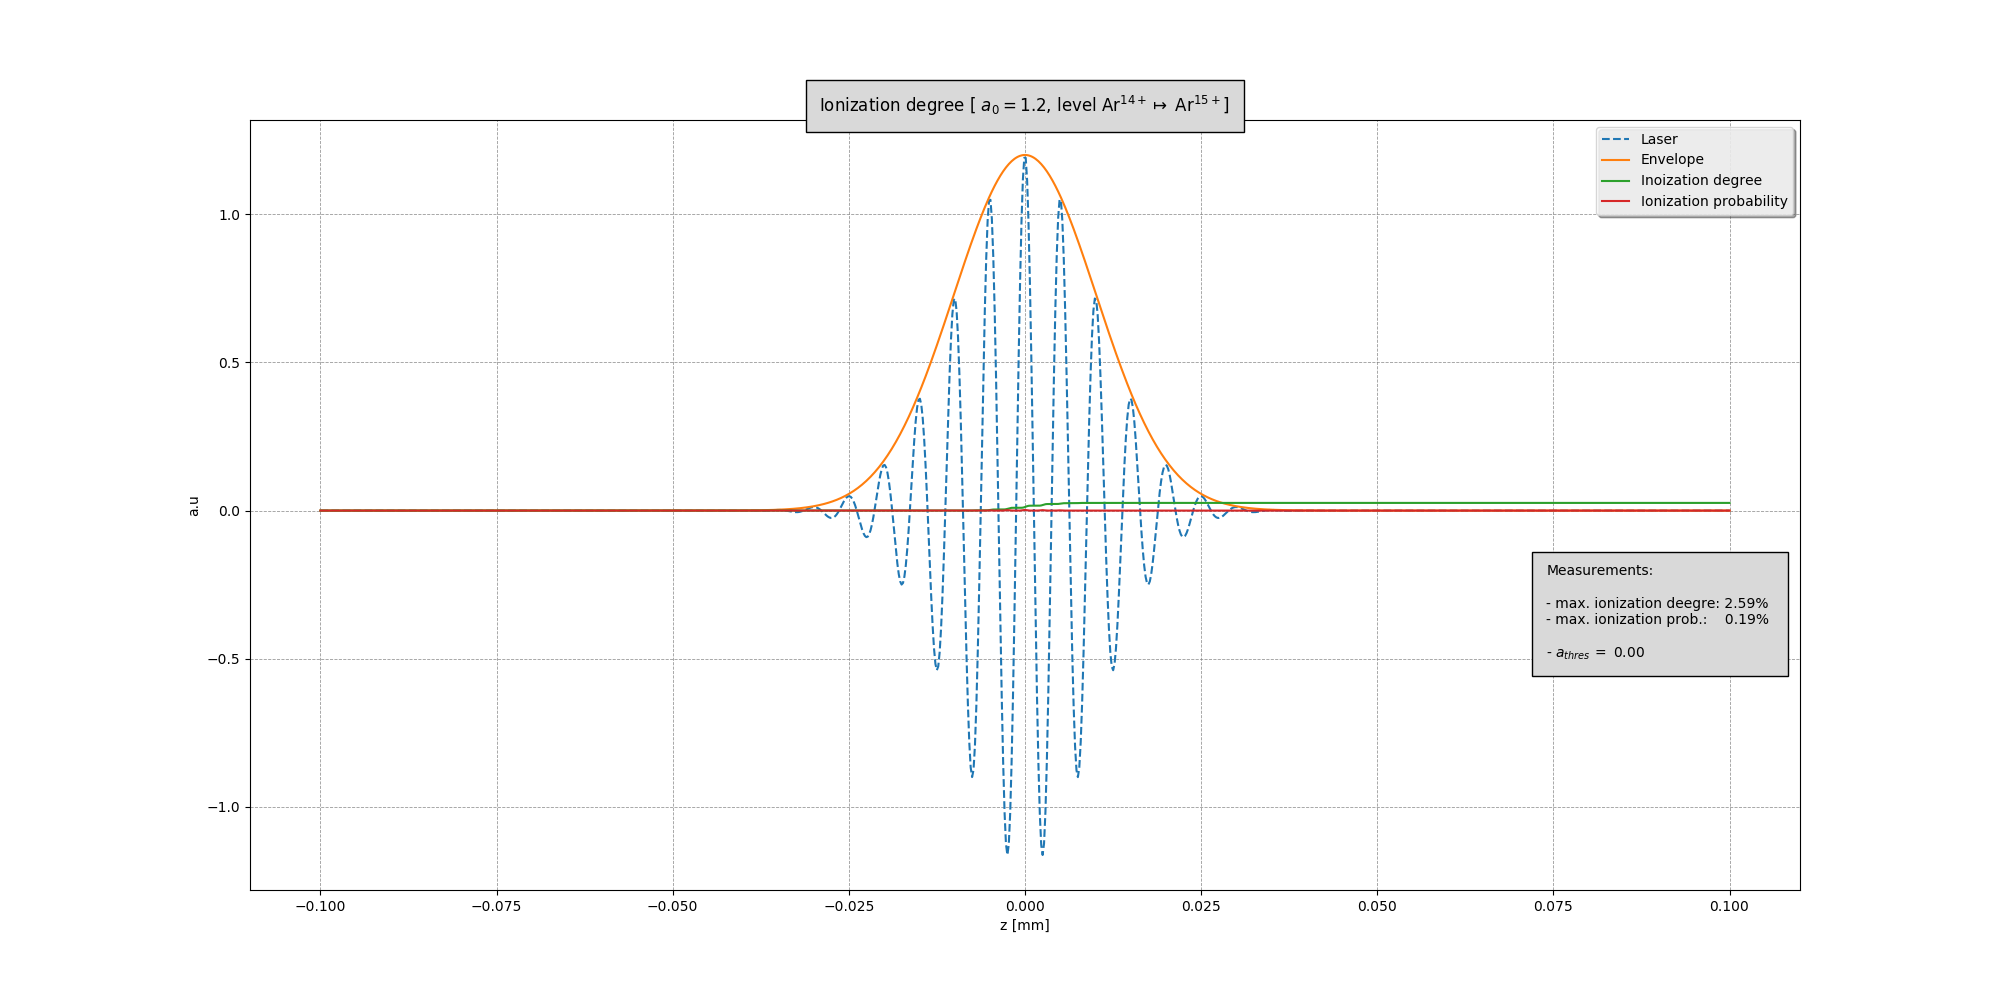 Ionization degree [ a₀ = 1.2, level Ar¹⁴⁺ ↦ Ar¹⁵⁺]
Laser
Envelope
Inoization degree
Ionization probability
1.0
0.5
0.0
−0.5
−1.0
a.u
Measurements:
- max. ionization deegre: 2.59%
- max. ionization prob.: 0.19%
- a_thres = 0.00
−0.100 −0.075 −0.050 −0.025 0.000 0.025 0.050 0.075 0.100
z [mm]